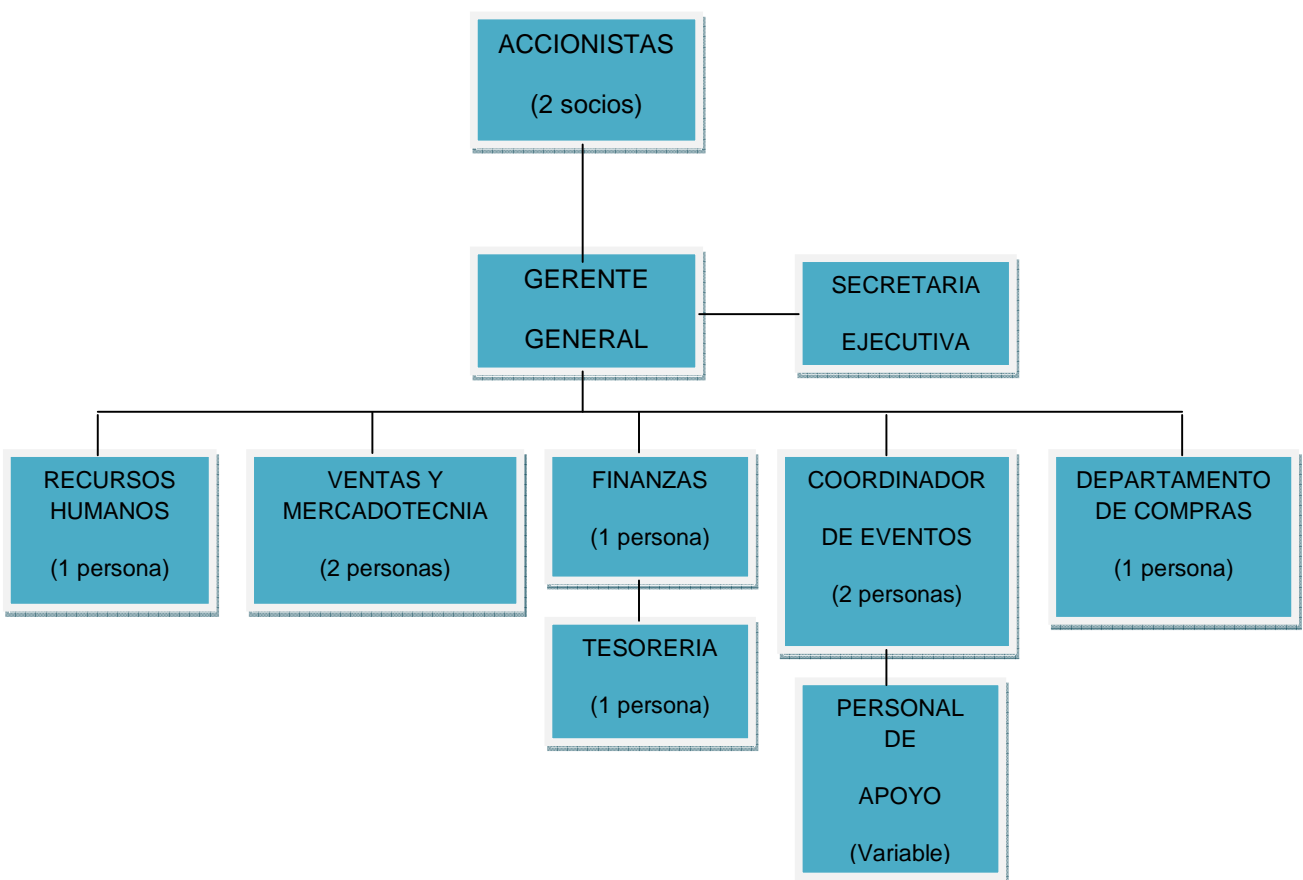 ACCIONISTAS
(2 socios)
GERENTE
GENERAL
SECRETARIA
EJECUTIVA
RECURSOS
HUMANOS
(1 persona)
VENTAS Y
MERCADOTECNIA
(2 personas)
FINANZAS
(1 persona)
COORDINADOR
DE EVENTOS
(2 personas)
DEPARTAMENTO
DE COMPRAS
(1 persona)
TESORERIA
(1 persona)
PERSONAL
DE
APOYO
(Variable)